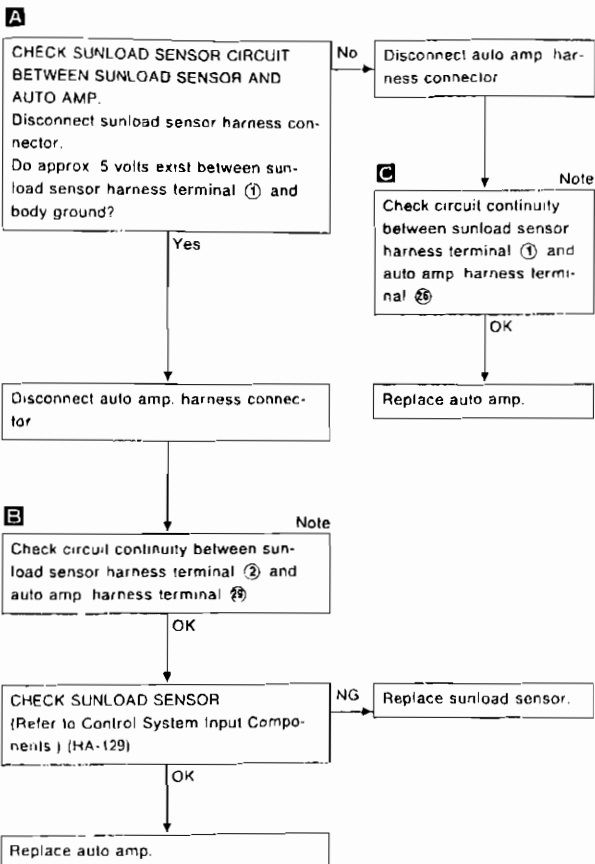 A
CHECK SUNLOAD SENSOR CIRCUIT
BETWEEN SUNLOAD SENSOR AND
AUTO AMP.
Disconnect sunload sensor harness con-
nector.
Do approx 5 volts exist between sun-
load sensor harness terminal ① and
body ground?
No
Disconnect auto amp har-
ness connector
C
Note
Check circuit continuity
between sunload sensor
harness terminal ① and
auto amp harness termi-
nal ㉖
OK
Replace auto amp.
Yes
Disconnect auto amp. harness connec-
tor
B
Note
Check circuit continuity between sun-
load sensor harness terminal ② and
auto amp harness terminal ㉙
OK
CHECK SUNLOAD SENSOR
(Refer to Control System Input Compo-
nents ) (HA-129)
NG
Replace sunload sensor.
OK
Replace auto amp.